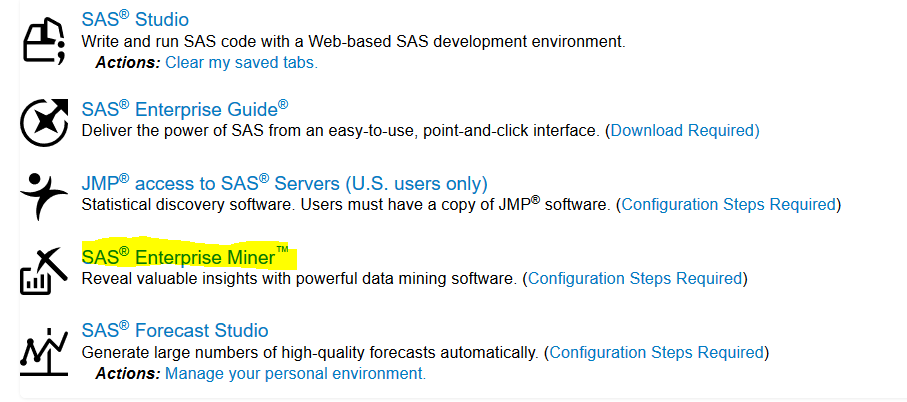 SAS® Studio
Write and run SAS code with a Web-based SAS development environment.
Actions: Clear my saved tabs.
SAS® Enterprise Guide®
Deliver the power of SAS from an easy-to-use, point-and-click interface. (Download Required)
JMP® access to SAS® Servers (U.S. users only)
Statistical discovery software. Users must have a copy of JMP® software. (Configuration Steps Required)
SAS® Enterprise Miner™
Reveal valuable insights with powerful data mining software. (Configuration Steps Required)
SAS® Forecast Studio
Generate large numbers of high-quality forecasts automatically. (Configuration Steps Required)
Actions: Manage your personal environment.